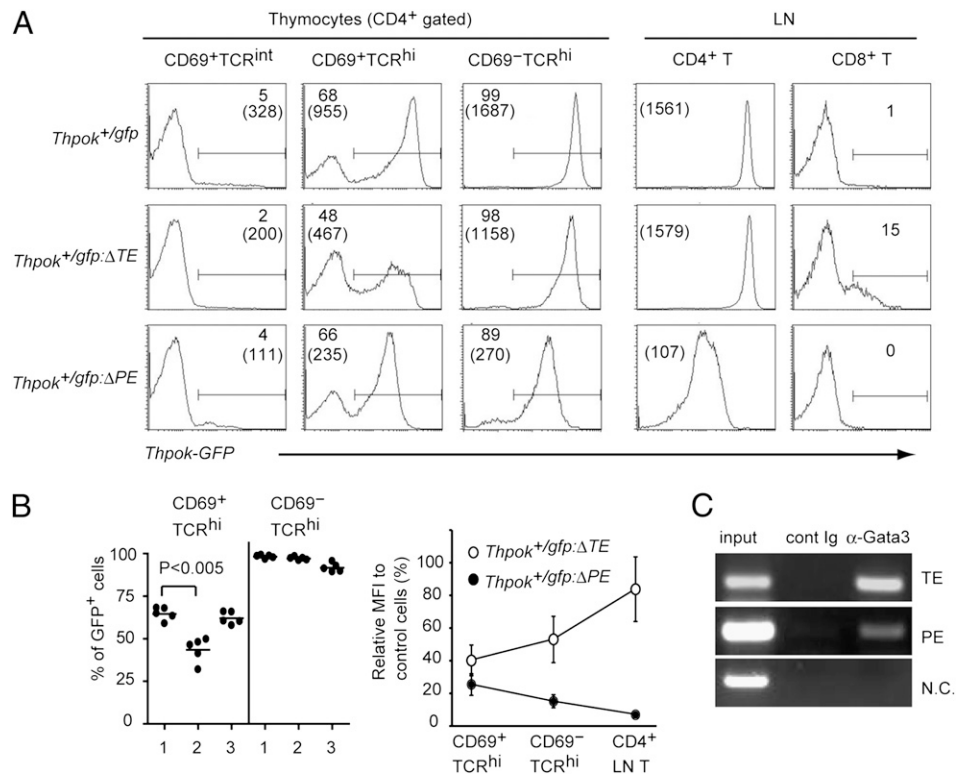 A
Thymocytes (CD4+ gated)
LN
CD69+TCRint
CD69+TCRhi
CD69−TCRhi
CD4+ T
CD8+ T
Thpok+/gfp
5
(328)
68
(955)
99
(1687)
(1561)
1
Thpok+/gfp:ΔTE
2
(200)
48
(467)
98
(1158)
(1579)
15
Thpok+/gfp:ΔPE
4
(111)
66
(235)
89
(270)
(107)
0
Thpok-GFP
B
CD69+
TCRhi
CD69−
TCRhi
% of GFP+ cells
100
75
50
25
0
P<0.005
1
2
3
1
2
3
Relative MFI to
control cells (%)
100
80
60
40
20
0
Thpok+/gfp:ΔTE
Thpok+/gfp:ΔPE
CD69+
TCRhi
CD69−
TCRhi
CD4+
LN T
C
input
cont Ig
α-Gata3
TE
PE
N.C.